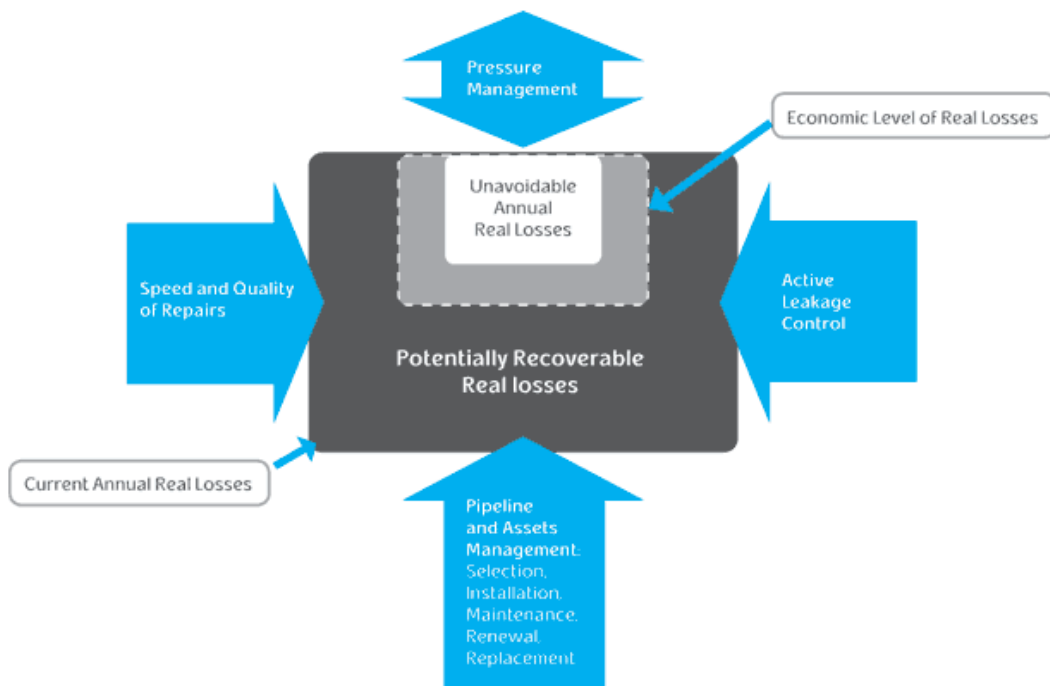 Pressure
Management
Economic Level of Real Losses
Unavoidable
Annual
Real Losses
Speed and Quality
of Repairs
Active
Leakage
Control
Potentially Recoverable
Real losses
Current Annual Real Losses
Pipeline
and Assets
Management:
Selection,
Installation,
Maintenance,
Renewal,
Replacement